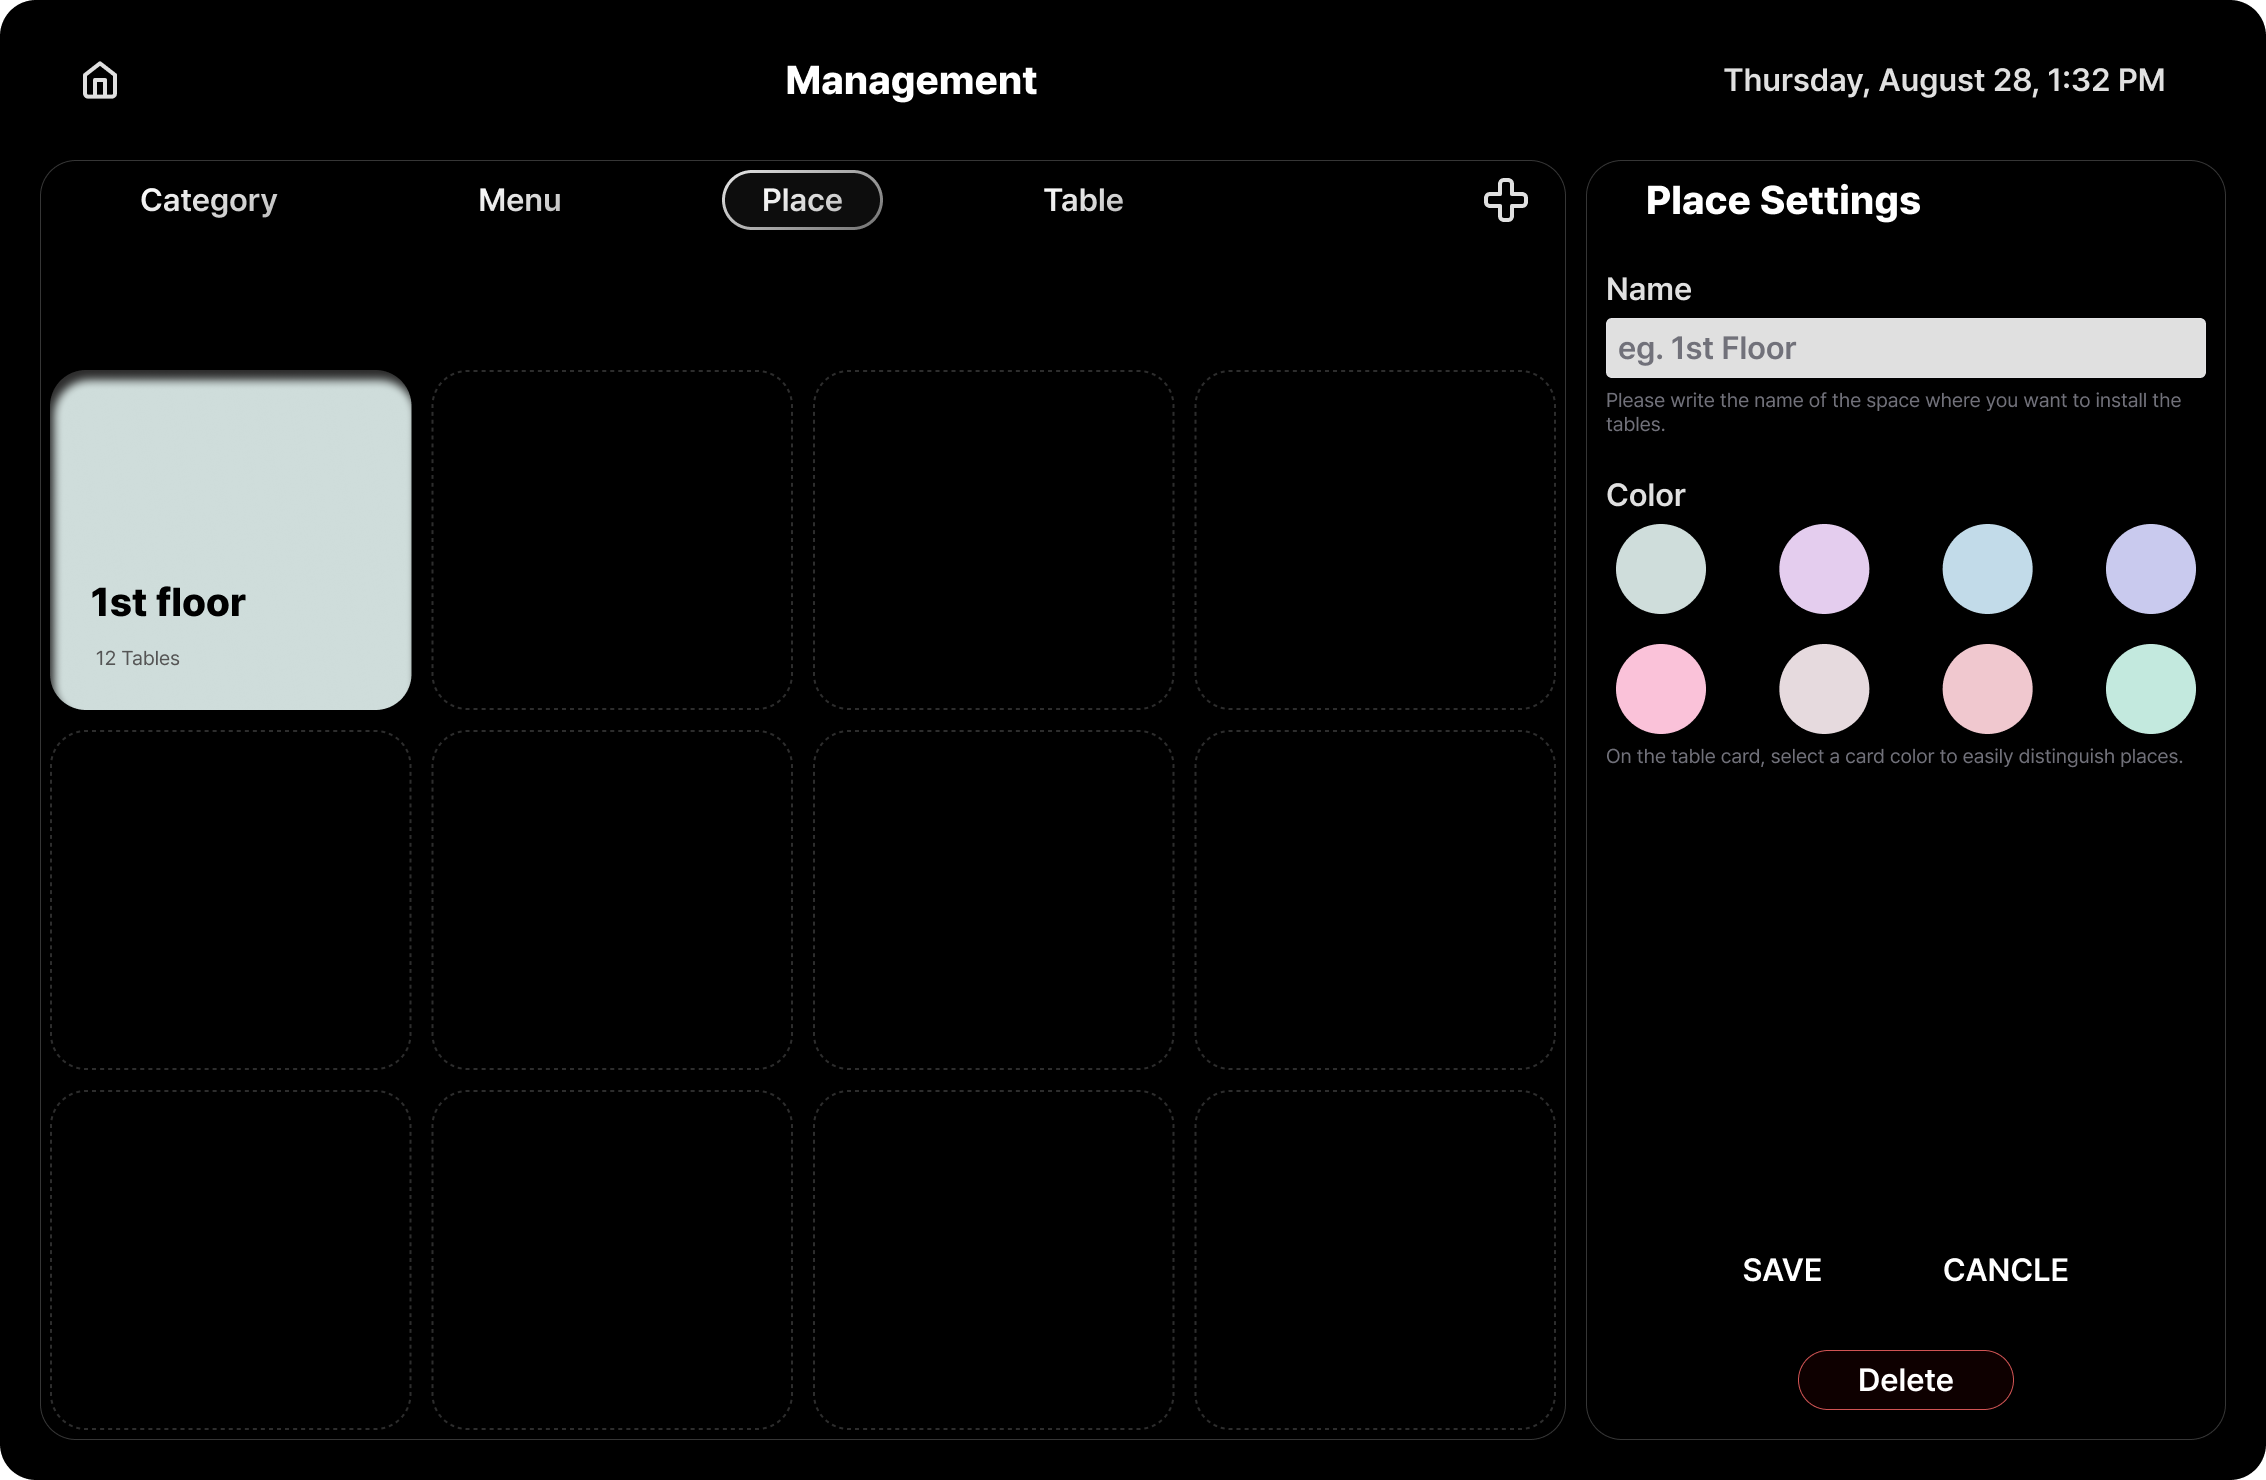 Management
Thursday, August 28, 1:32 PM
Category
Menu
Place
Table
1st floor
12 Tables
Place Settings
Name
eg. 1st Floor
Please write the name of the space where you want to install the
tables.
Color
On the table card, select a card color to easily distinguish places.
SAVE
CANCLE
Delete